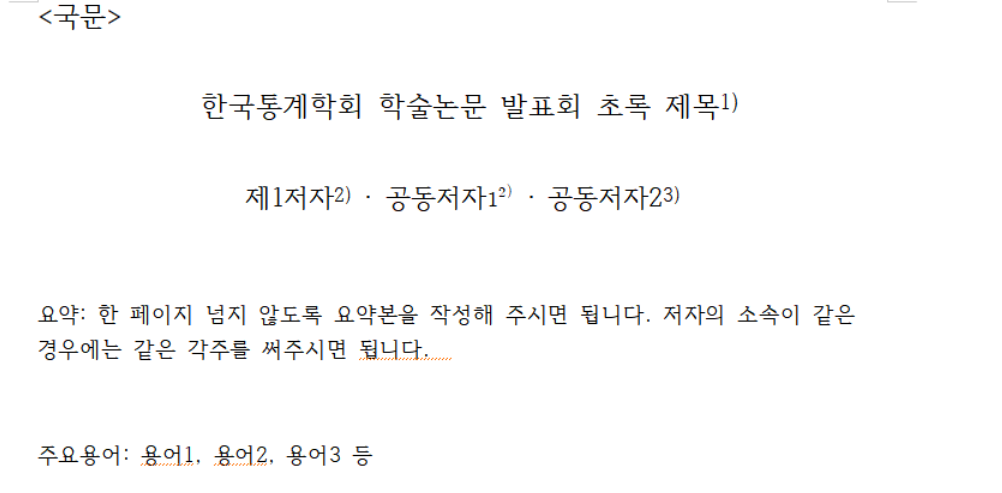 <국문>
한국통계학회 학술논문 발표회 초록 제목1)
제1저자2) · 공동저자12) · 공동저자23)
요약: 한 페이지 넘지 않도록 요약본을 작성해 주시면 됩니다. 저자의 소속이 같은
경우에는 같은 각주를 써주시면 됩니다.
주요용어: 용어1, 용어2, 용어3 등